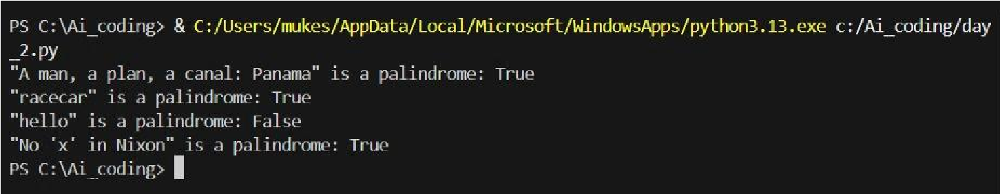 PS C:\Ai_coding> & C:/Users/mukes/AppData/Local/Microsoft/WindowsApps/python3.13.exe c:/Ai_coding/day
_2.py
"A man, a plan, a canal: Panama" is a palindrome: True
"racecar" is a palindrome: True
"hello" is a palindrome: False
"No 'x' in Nixon" is a palindrome: True
PS C:\Ai_coding>